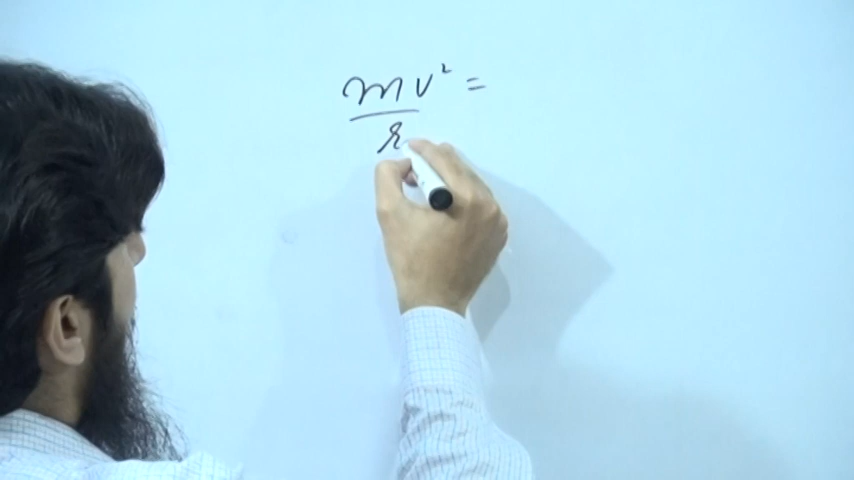 mv² =
r